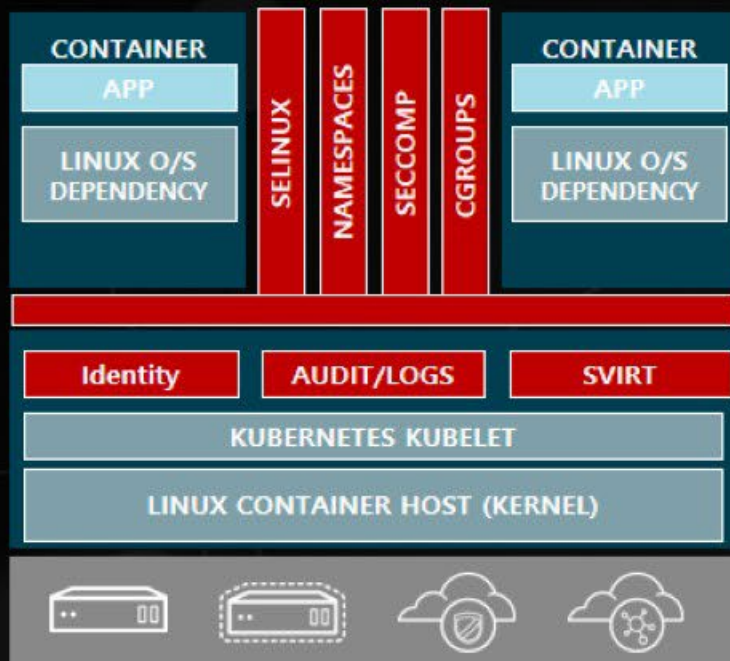 CONTAINER
APP
LINUX O/S
DEPENDENCY
SELINUX
NAMESPACES
SECCOMP
CGROUPS
CONTAINER
APP
LINUX O/S
DEPENDENCY
Identity
AUDIT/LOGS
SVIRT
KUBERNETES KUBELET
LINUX CONTAINER HOST (KERNEL)